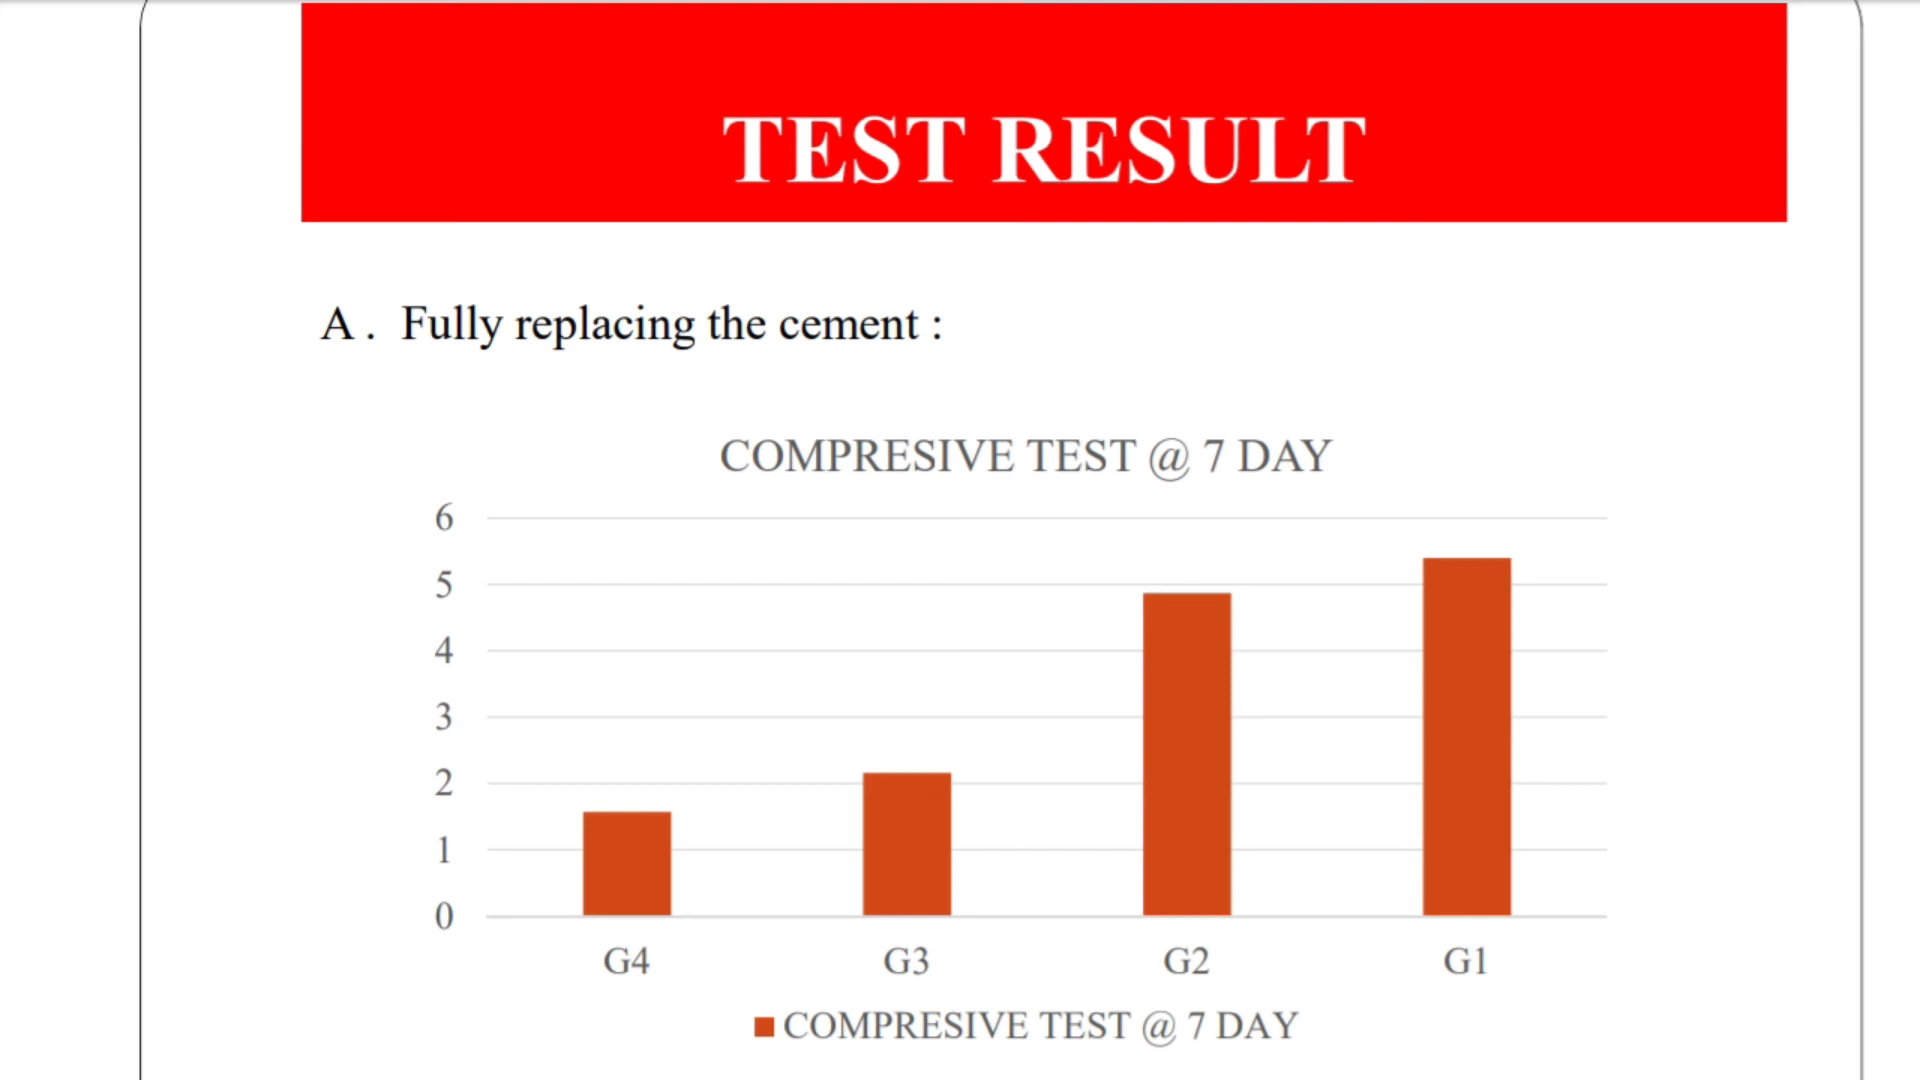 TEST RESULT
A . Fully replacing the cement :
COMPRESIVE TEST @ 7 DAY
6
5
4
3
2
1
0
G4 G3 G2 G1
COMPRESIVE TEST @ 7 DAY